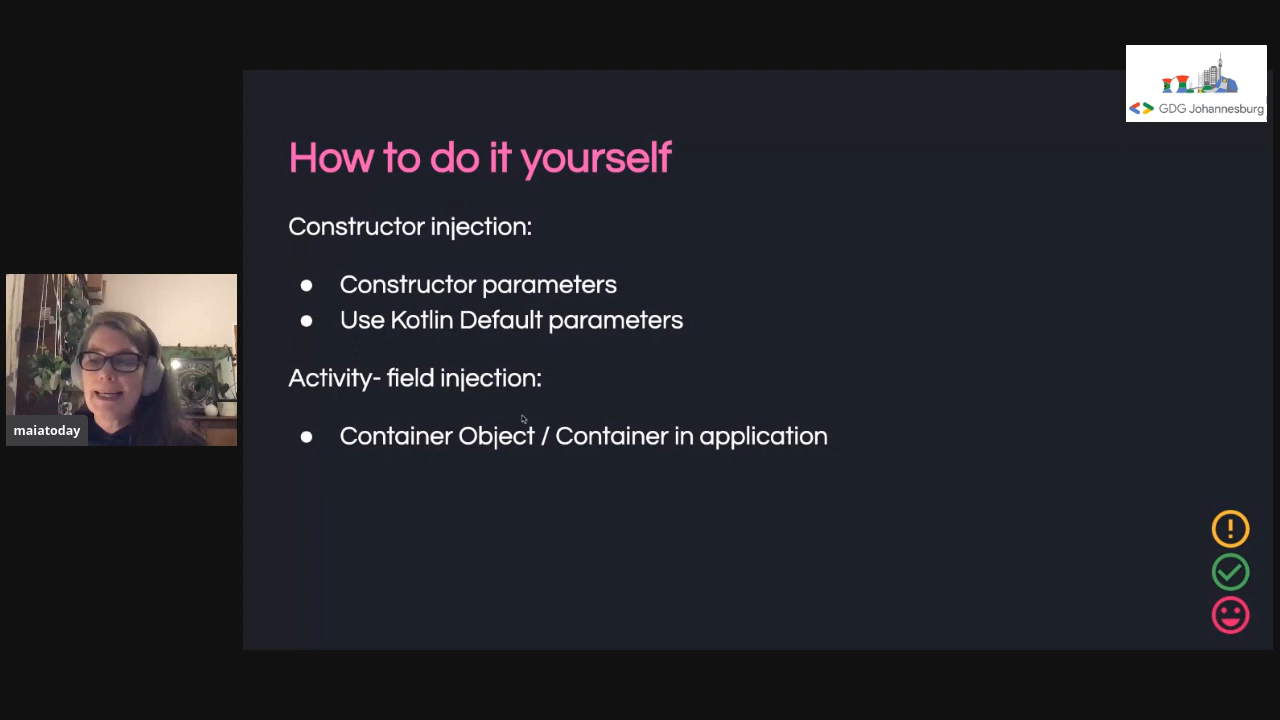 GDG Johannesburg
How to do it yourself
Constructor injection:
● Constructor parameters
● Use Kotlin Default parameters
Activity- field injection:
● Container Object / Container in application
maiatoday